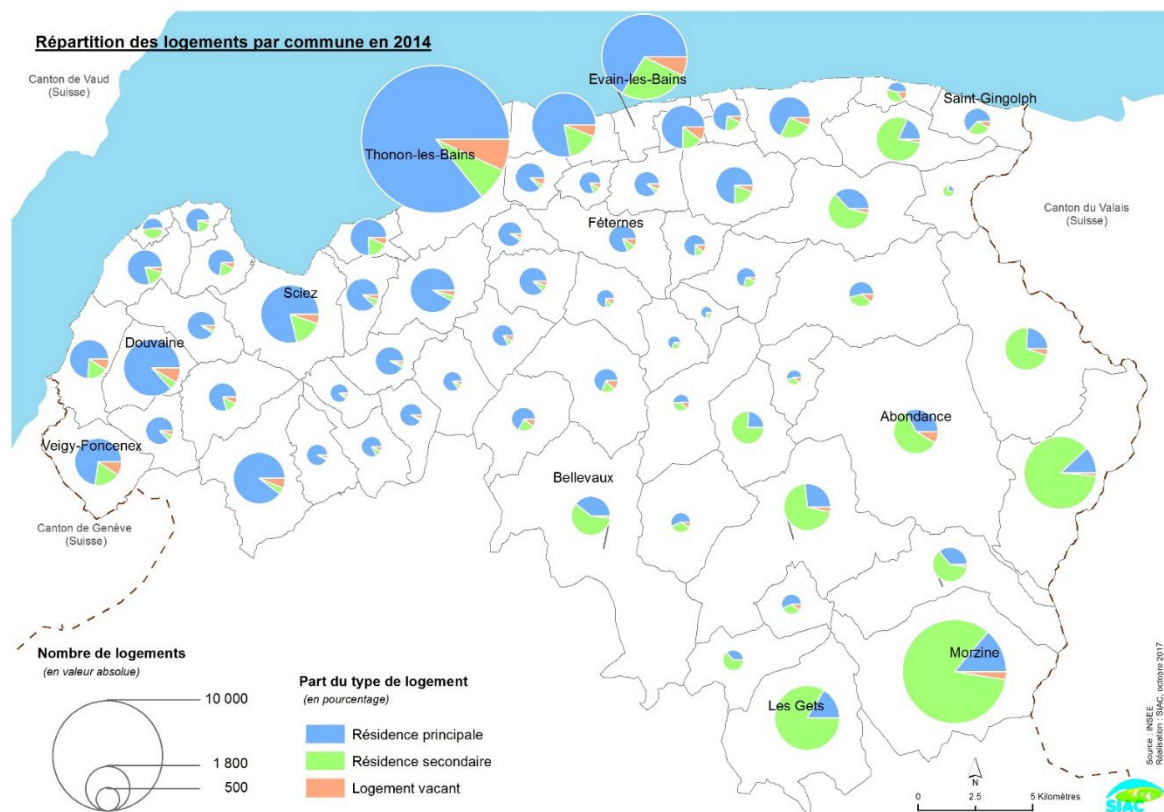 Répartition des logements par commune en 2014
Canton de Vaud
(Suisse)
Evain-les-Bains
Saint-Gingolph
Thonon-les-Bains
Canton du Valais
(Suisse)
Féternes
Sciez
Douvaine
Abondance
Veigy-Foncenex
Bellevaux
Canton de Genève
(Suisse)
Morzine
Les Gets
Nombre de logements
(en valeur absolue)
10 000
1 800
500
Part du type de logement
(en pourcentage)
Résidence principale
Résidence secondaire
Logement vacant
N
0 2.5 5 Kilomètres
Source : INSEE
Réalisation : SIAC, octobre 2017
SIAC